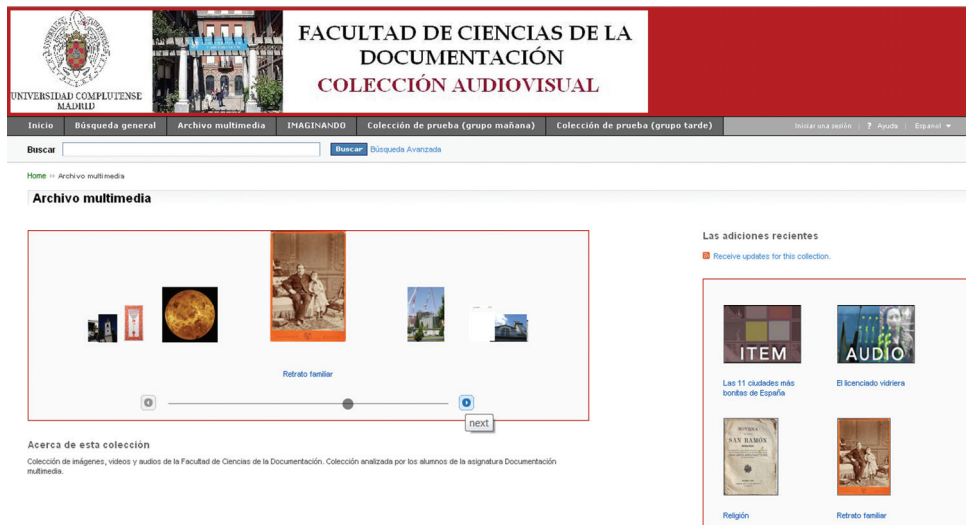 UNIVERSIDAD COMPLUTENSE
MADRID
FACULTAD DE CIENCIAS DE LA
DOCUMENTACIÓN
COLECCIÓN AUDIOVISUAL
Inicio Búsqueda general Archivo multimedia IMAGINANDO Colección de prueba (grupo mañana) Colección de prueba (grupo tarde) Iniciar una sesión | ? Ayuda | Espanol
Buscar Buscar Búsqueda Avanzada
Home Archivo multimedia
Archivo multimedia
Retrato familiar
next
Acerca de esta colección
Colección de imágenes, videos y audios de la Facultad de Ciencias de la Documentación. Colección analizada por los alumnos de la asignatura Documentación
multimedia.
Las adiciones recientes
Receive updates for this collection.
ITEM AUDIO
Las 11 ciudades más
bonitas de España
El licenciado vidriera
NOVENA
SAN RAMÓN
Religión Retrato familiar